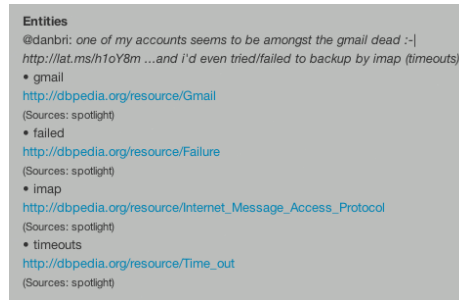 Entities
@danbri: one of my accounts seems to be amongst the gmail dead :-|
http://lat.ms/h1oY8m ...and i'd even tried/failed to backup by imap (timeouts)
• gmail
http://dbpedia.org/resource/Gmail
(Sources: spotlight)
• failed
http://dbpedia.org/resource/Failure
(Sources: spotlight)
• imap
http://dbpedia.org/resource/Internet_Message_Access_Protocol
(Sources: spotlight)
• timeouts
http://dbpedia.org/resource/Time_out
(Sources: spotlight)